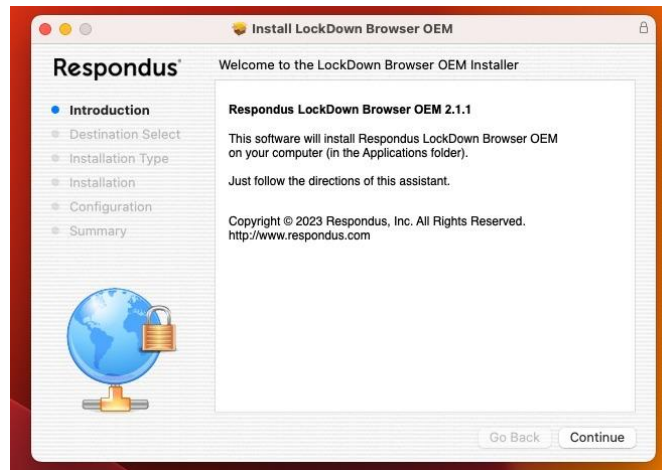 Install LockDown Browser OEM
Respondus
Welcome to the LockDown Browser OEM Installer
Introduction
Destination Select
Installation Type
Installation
Configuration
Summary
Respondus LockDown Browser OEM 2.1.1
This software will install Respondus LockDown Browser OEM
on your computer (in the Applications folder).
Just follow the directions of this assistant.
Copyright © 2023 Respondus, Inc. All Rights Reserved.
http://www.respondus.com
Go Back
Continue